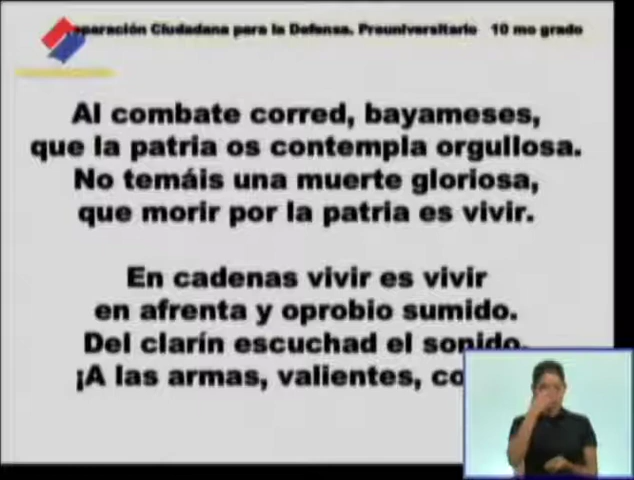 eparación Ciudadana para la Defensa. Preuniversitario 10 mo grado
Al combate corred, bayameses,
que la patria os contempla orgullosa.
No temáis una muerte gloriosa,
que morir por la patria es vivir.
En cadenas vivir es vivir
en afrenta y oprobio sumido.
Del clarín escuchad el sonido.
¡A las armas, valientes, co